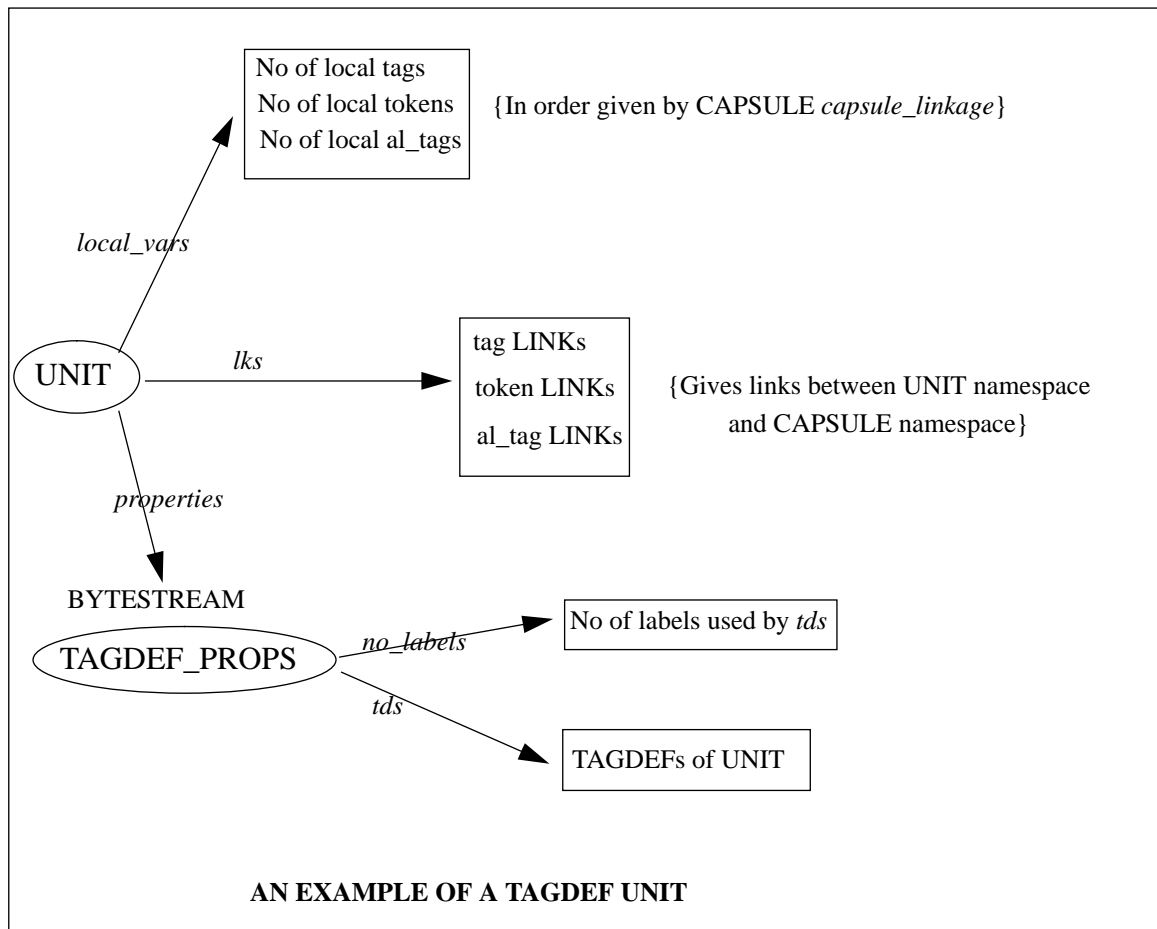 No of local tags
No of local tokens
No of local al_tags
{In order given by CAPSULE capsule_linkage}
local_vars
UNIT
lks
tag LINKs
token LINKs
al_tag LINKs
{Gives links between UNIT namespace
and CAPSULE namespace}
properties
BYTESTREAM
TAGDEF_PROPS
no_labels
No of labels used by tds
tds
TAGDEFs of UNIT
AN EXAMPLE OF A TAGDEF UNIT